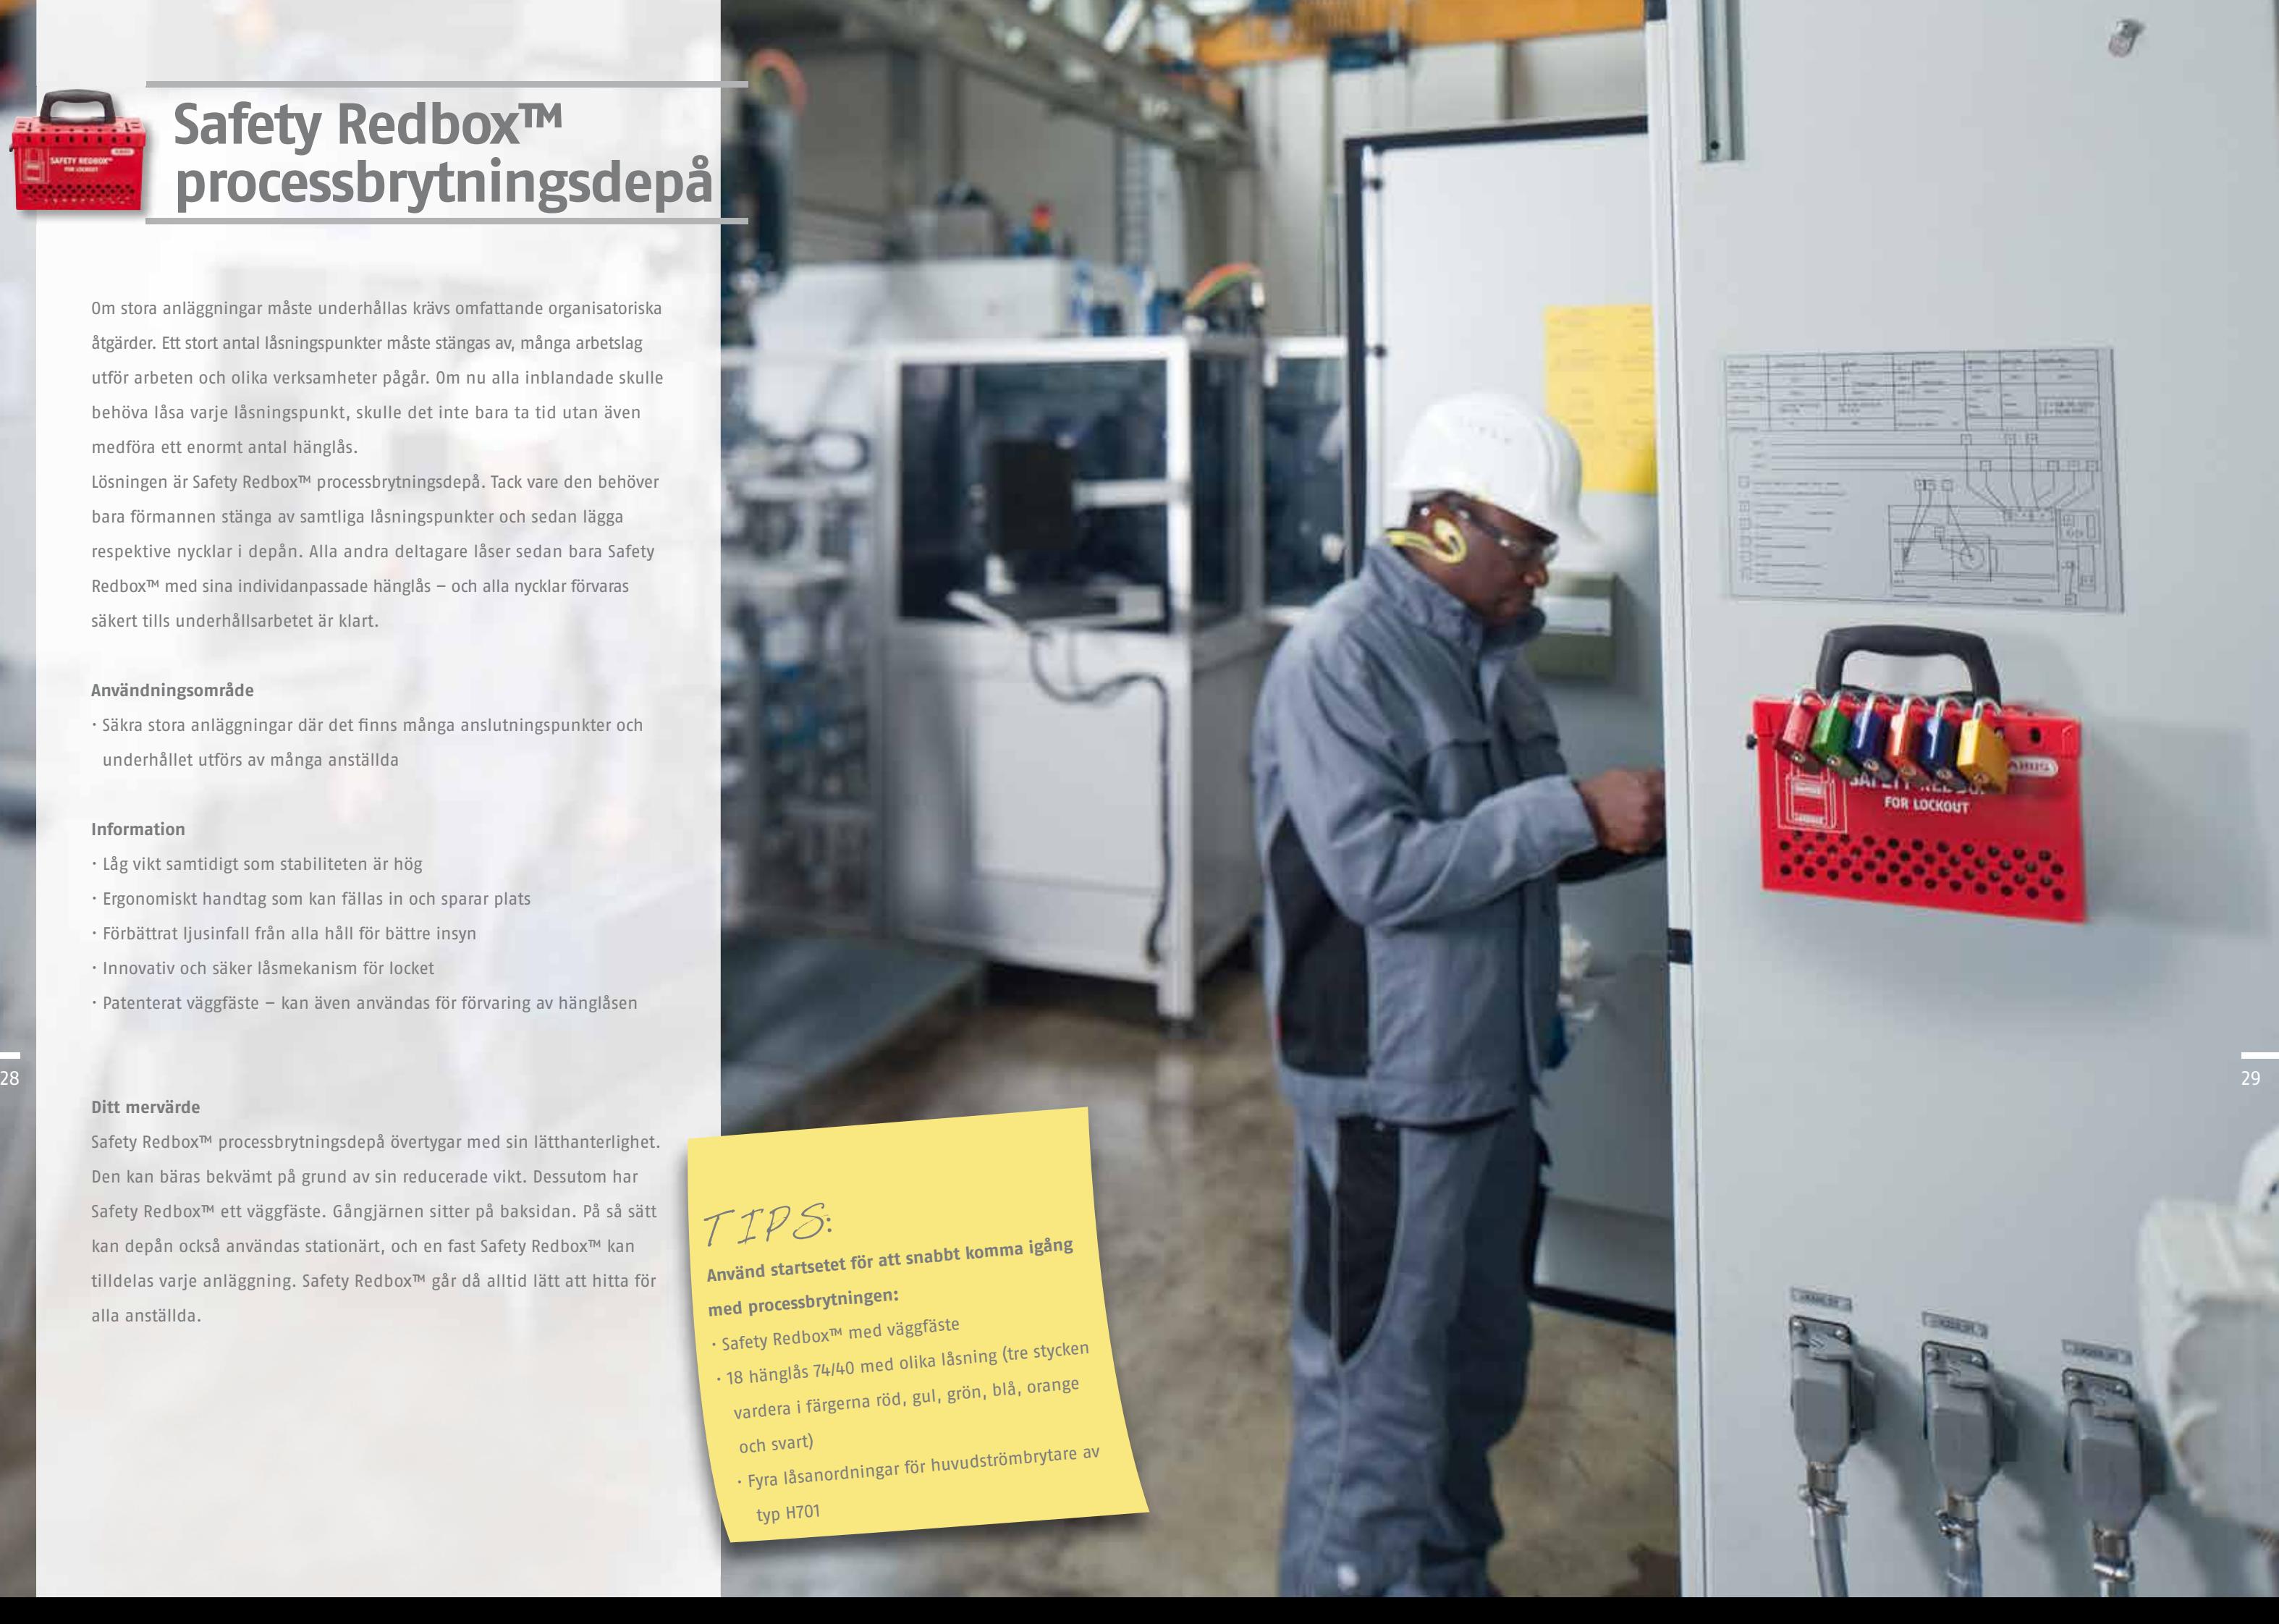 Safety Redbox™
processbrytningsdepå
SAFETY REDBOX™
FOR LOCKOUT
Om stora anläggningar måste underhållas krävs omfattande organisatoriska
åtgärder. Ett stort antal låsningspunkter måste stängas av, många arbetslag
utför arbeten och olika verksamheter pågår. Om nu alla inblandade skulle
behöva låsa varje låsningspunkt, skulle det inte bara ta tid utan även
medföra ett enormt antal hänglås.
Lösningen är Safety Redbox™ processbrytningsdepå. Tack vare den behöver
bara förmannen stänga av samtliga låsningspunkter och sedan lägga
respektive nycklar i depån. Alla andra deltagare låser sedan bara Safety
Redbox™ med sina individanpassade hänglås – och alla nycklar förvaras
säkert tills underhållsarbetet är klart.
Användningsområde
· Säkra stora anläggningar där det finns många anslutningspunkter och
underhållet utförs av många anställda
Information
· Låg vikt samtidigt som stabiliteten är hög
· Ergonomiskt handtag som kan fällas in och sparar plats
· Förbättrat ljusinfall från alla håll för bättre insyn
· Innovativ och säker låsmekanism för locket
· Patenterat väggfäste – kan även användas för förvaring av hänglåsen
Ditt mervärde
Safety Redbox™ processbrytningsdepå övertygar med sin lätthanterlighet.
Den kan bäras bekvämt på grund av sin reducerade vikt. Dessutom har
Safety Redbox™ ett väggfäste. Gångjärnen sitter på baksidan. På så sätt
kan depån också användas stationärt, och en fast Safety Redbox™ kan
tilldelas varje anläggning. Safety Redbox™ går då alltid lätt att hitta för
alla anställda.
28
TIPS:
Använd startsetet för att snabbt komma igång
med processbrytningen:
· Safety Redbox™ med väggfäste
· 18 hänglås 74/40 med olika låsning (tre stycken
vardera i färgerna röd, gul, grön, blå, orange
och svart)
· Fyra låsanordningar för huvudströmbrytare av
typ H701
ABUS
FOR LOCKOUT
29